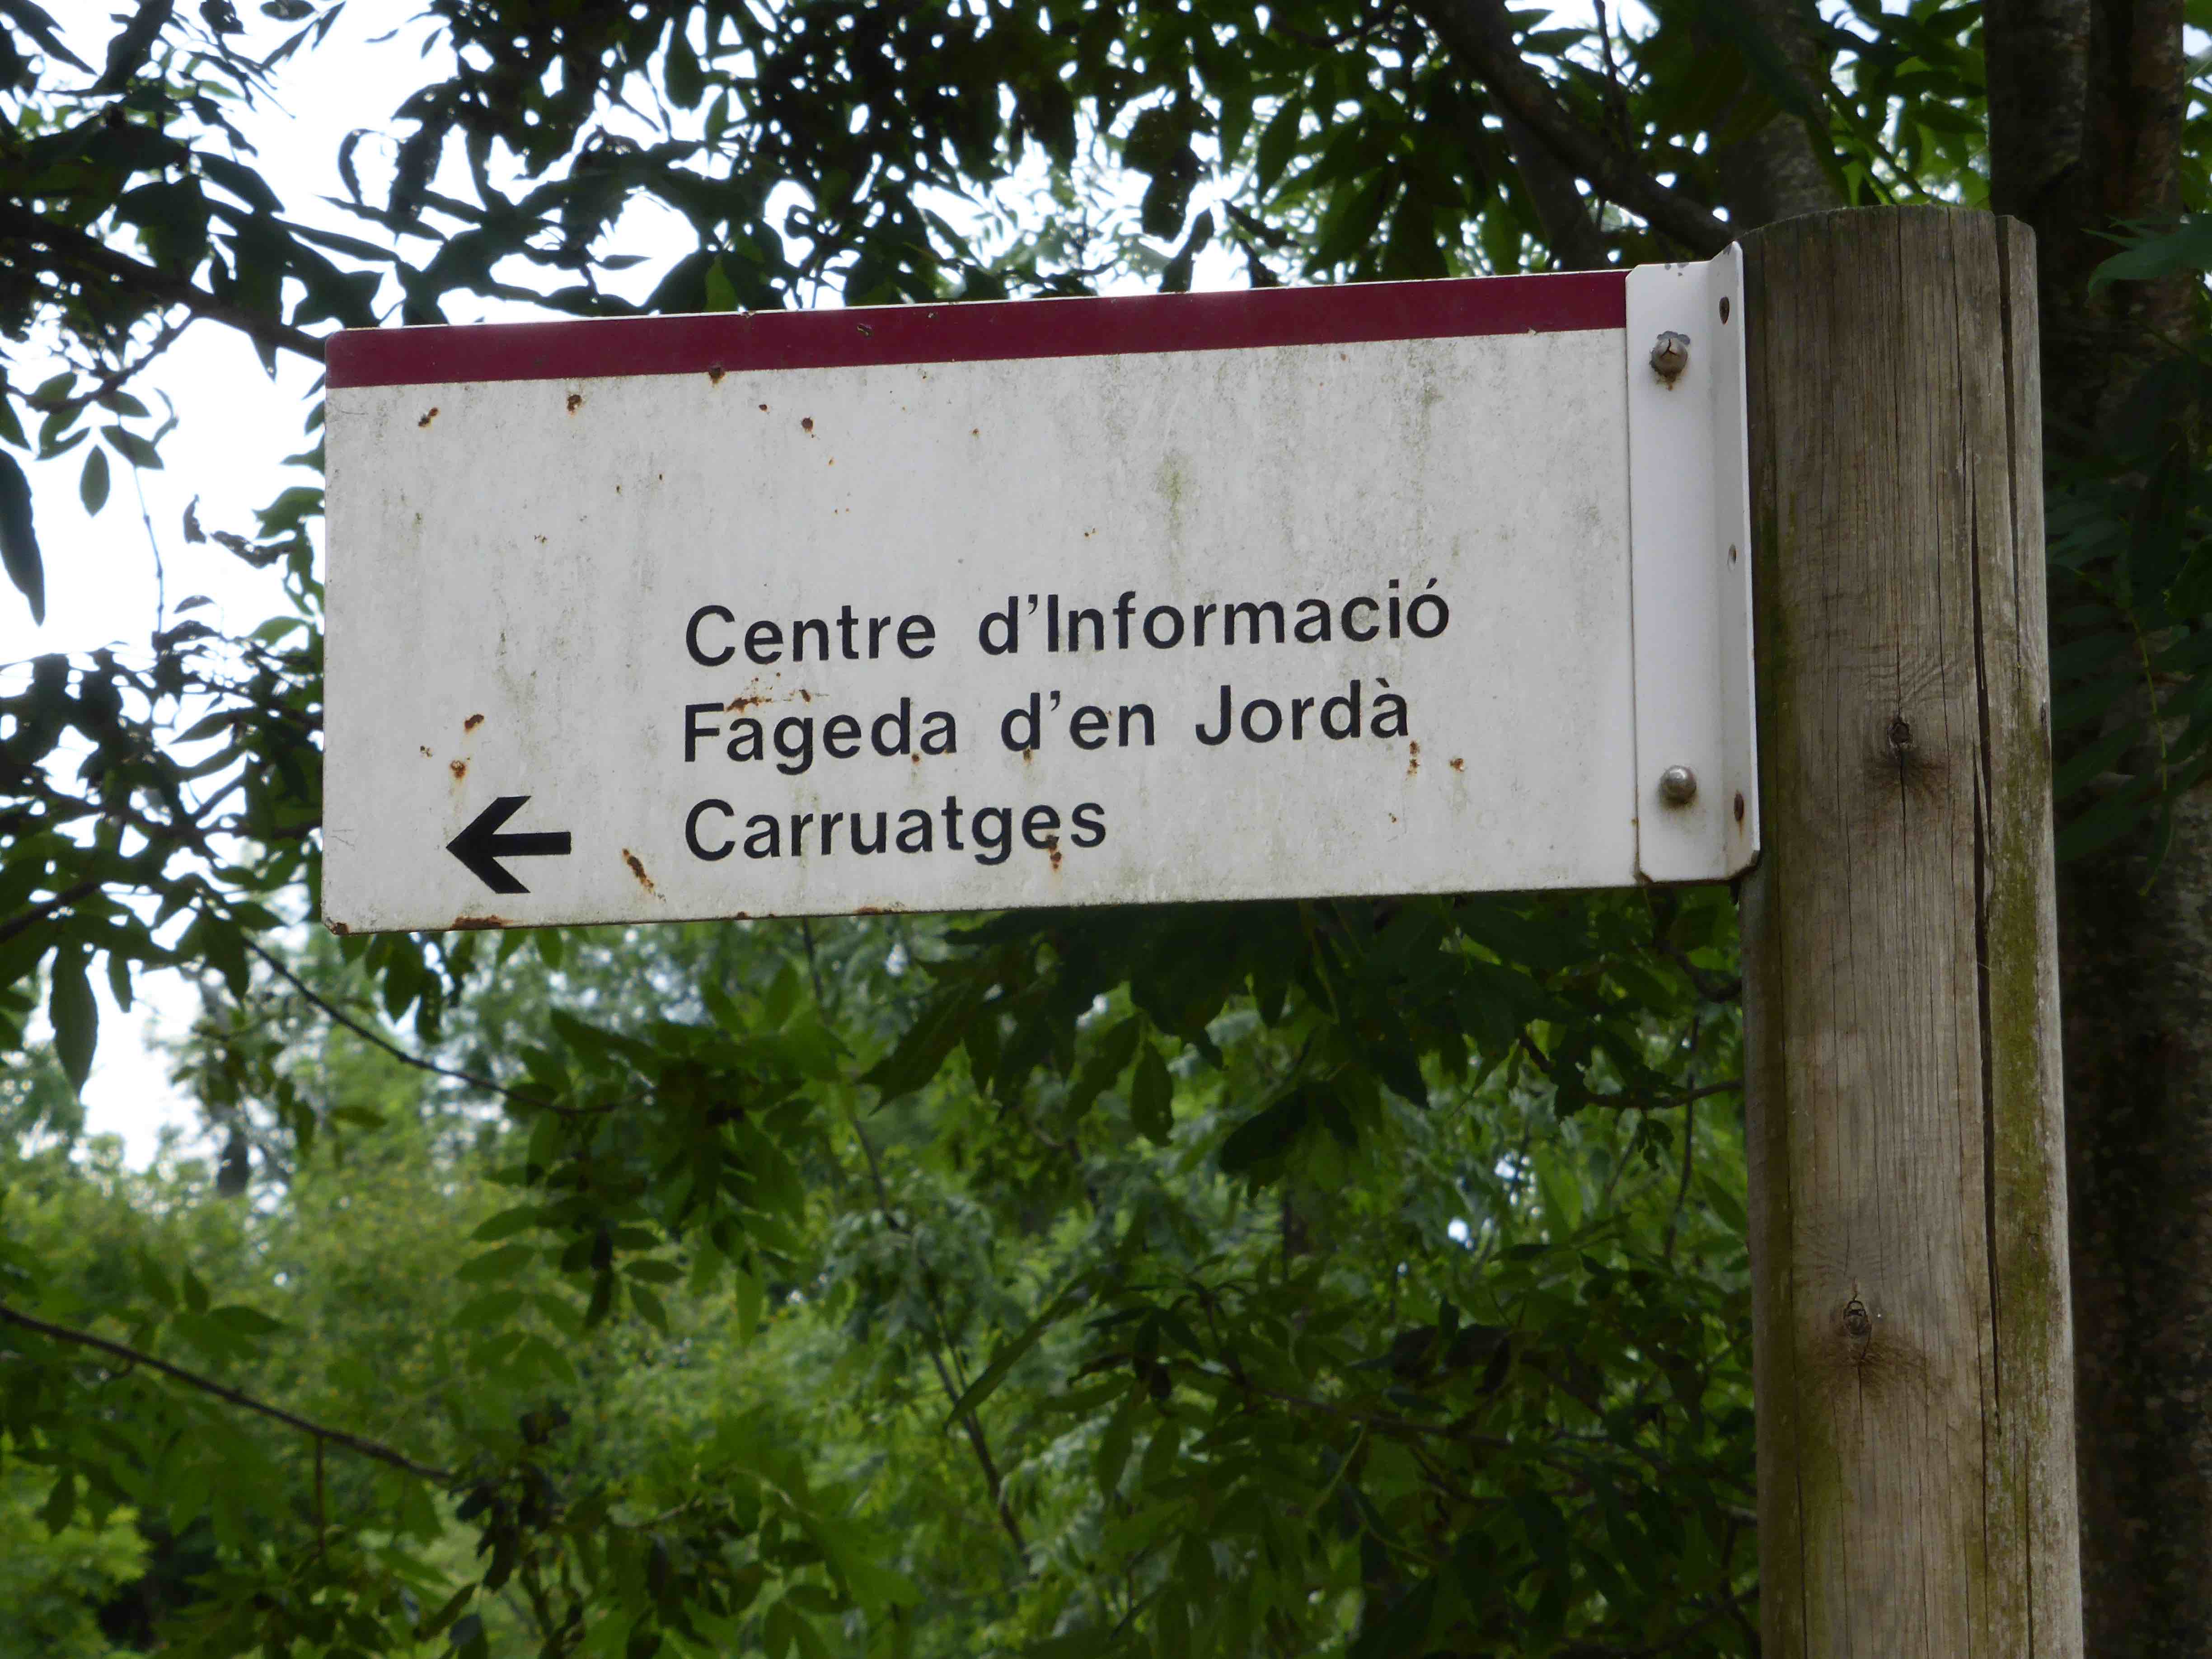 Centre d'Informació
Fageda d'en Jordà
Carruatges